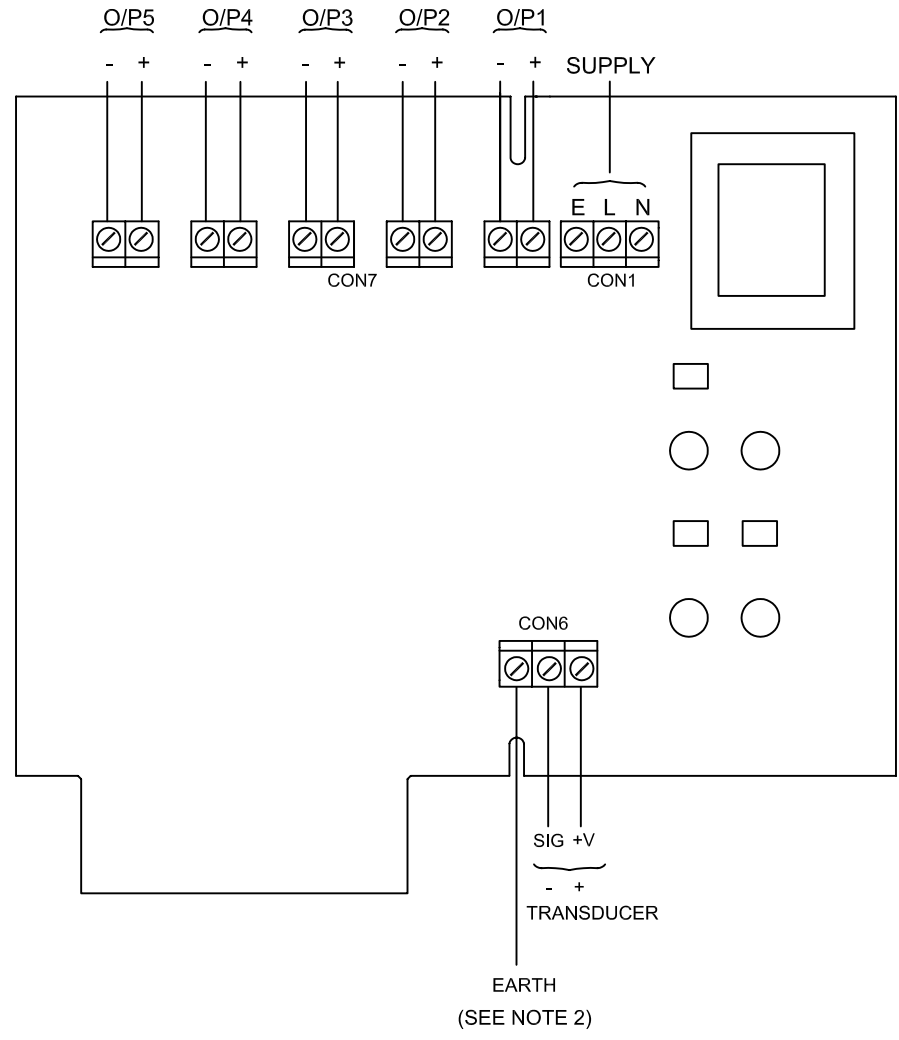 O/P5 O/P4 O/P3 O/P2 O/P1
- + - + - + - + - + SUPPLY
E L N
CON7 CON1
CON6
SIG +V
- +
TRANSDUCER
EARTH
(SEE NOTE 2)